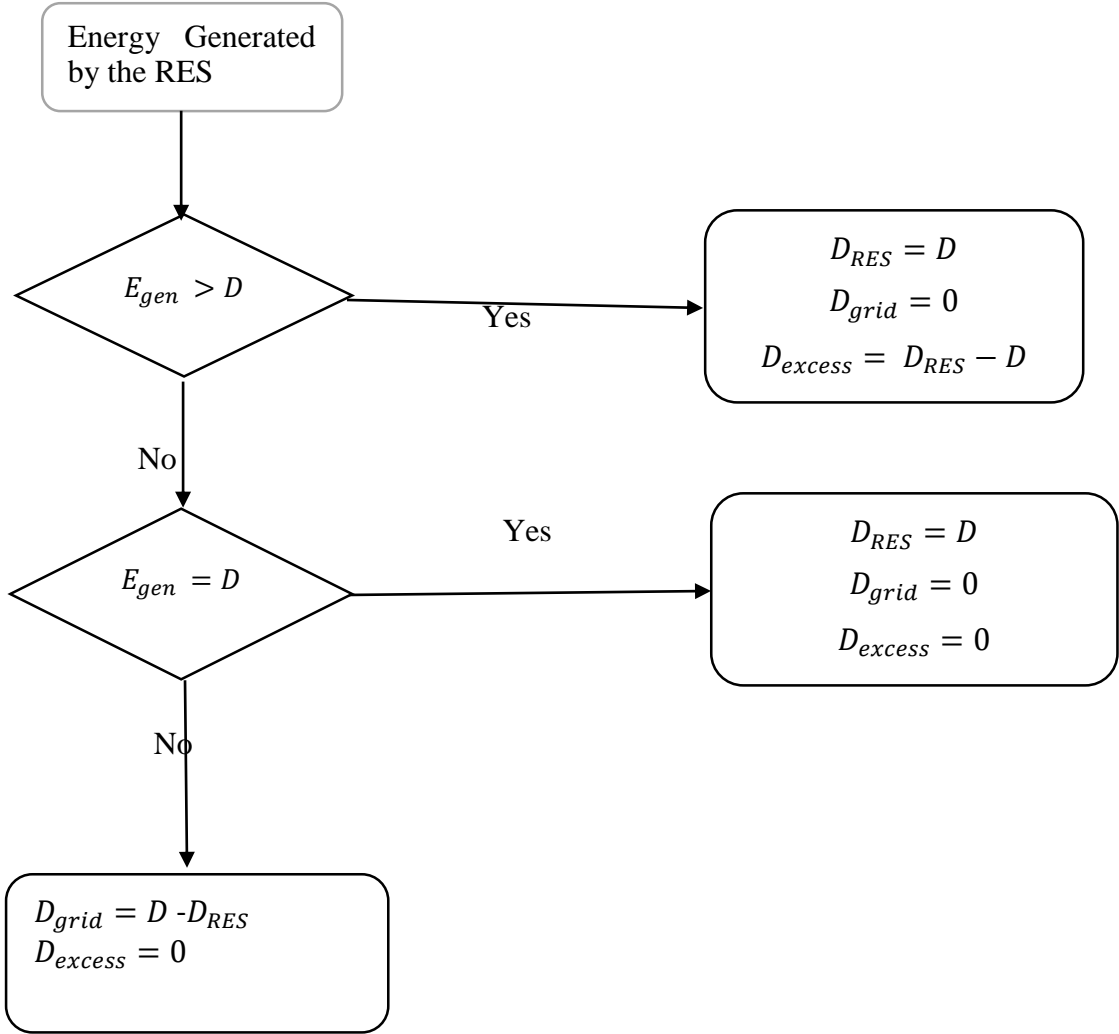 Energy Generated
by the RES
E_gen > D
Yes
D_RES = D
D_grid = 0
D_excess = D_RES − D
No
E_gen = D
Yes
D_RES = D
D_grid = 0
D_excess = 0
No
D_grid = D -D_RES
D_excess = 0